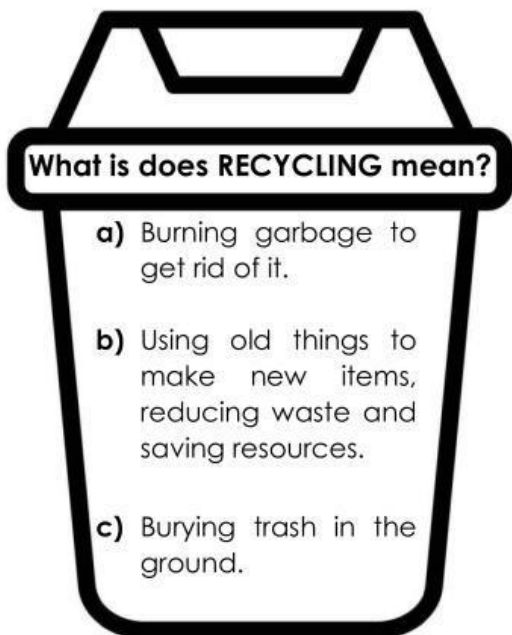 What is does RECYCLING mean?
a) Burning garbage to
get rid of it.
b) Using old things to
make new items,
reducing waste and
saving resources.
c) Burying trash in the
ground.